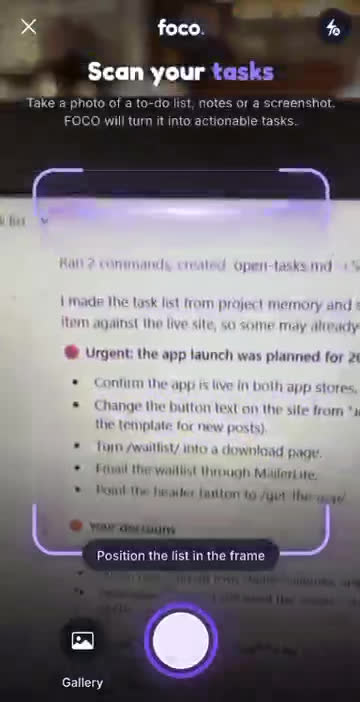 foco.
Scan your tasks
Take a photo of a to-do list, notes or a screenshot.
FOCO will turn it into actionable tasks.
list
Ran 2 commands, created open-tasks.md
I made the task list from project memory and
item against the live site, so some may already
Urgent: the app launch was planned for 20
• Confirm the app is live in both app stores.
• Change the button text on the site from
the template for new posts).
• Turn /waitlist/ into a download page.
• Email the waitlist through MailerLite.
• Point the header button to /get-the-app/
Your decisions
Position the list in the frame
Gallery